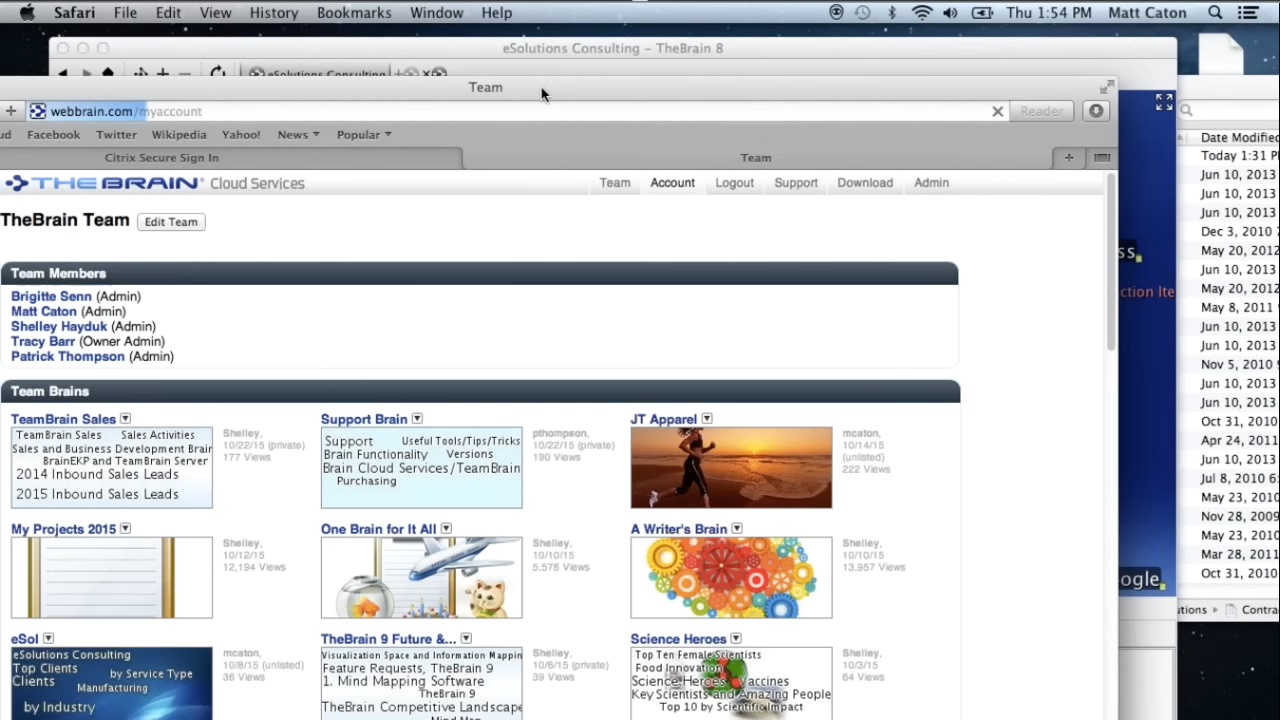 Safari File Edit View History Bookmarks Window Help Thu 1:54 PM Matt Caton
eSolutions Consulting – TheBrain 8
eSolutions Consulting
Team
webbrain.com/myaccount Reader
ud Facebook Twitter Wikipedia Yahoo! News Popular
Citrix Secure Sign In Team
THE BRAIN Cloud Services Team Account Logout Support Download Admin
TheBrain Team Edit Team
Team Members
Brigitte Senn (Admin)
Matt Caton (Admin)
Shelley Hayduk (Admin)
Tracy Barr (Owner Admin)
Patrick Thompson (Admin)
Team Brains
TeamBrain Sales
TeamBrain Sales Sales Activities
Sales and Business Development Brain
BrainEKP and TeamBrain Server
2014 Inbound Sales Leads
2015 Inbound Sales Leads
Shelley,
10/22/15 (private)
177 Views
Support Brain
Support Useful Tools/Tips/Tricks
Brain Functionality Versions
Brain Cloud Services/TeamBrain
Purchasing
pthompson,
10/22/15 (private)
190 Views
JT Apparel
mcaton,
10/14/15
(unlisted)
222 Views
My Projects 2015
Shelley,
10/12/15
12,194 Views
One Brain for It All
Shelley,
10/10/15
5,576 Views
A Writer's Brain
Shelley,
10/10/15
13,957 Views
eSol
eSolutions Consulting
Top Clients by Service Type
Clients
Manufacturing
by Industry
mcaton,
10/8/15 (unlisted)
36 Views
TheBrain 9 Future &...
Visualization Space and Information Mappin
Feature Requests, TheBrain 9
1. Mind Mapping Software
TheBrain 9
TheBrain Competitive Landscape
Mind Map
Shelley,
10/6/15 (private)
39 Views
Science Heroes
Top Ten Female Scientists
Food Innovation
Science Heroes Vaccines
Key Scientists and Amazing People
Top 10 by Scientific Impact
Shelley,
10/3/15
64 Views
ss
ction Ite
ogle
Date Modified
Today 1:31 P
Jun 10, 2013
Jun 10, 2013
Jun 10, 2013
Dec 3, 2010
May 20, 2012
Jun 10, 2013
May 20, 2012
May 8, 2011
Jun 10, 2013
Jun 10, 2013
Nov 5, 2010
Jun 10, 2013
Jun 10, 2013
Oct 31, 2010
Apr 24, 2011
Jun 10, 2013
Jul 8, 2010 6:
May 23, 2010
Nov 28, 2009
May 23, 2010
Mar 28, 2011
Oct 31, 2010
utions Contra